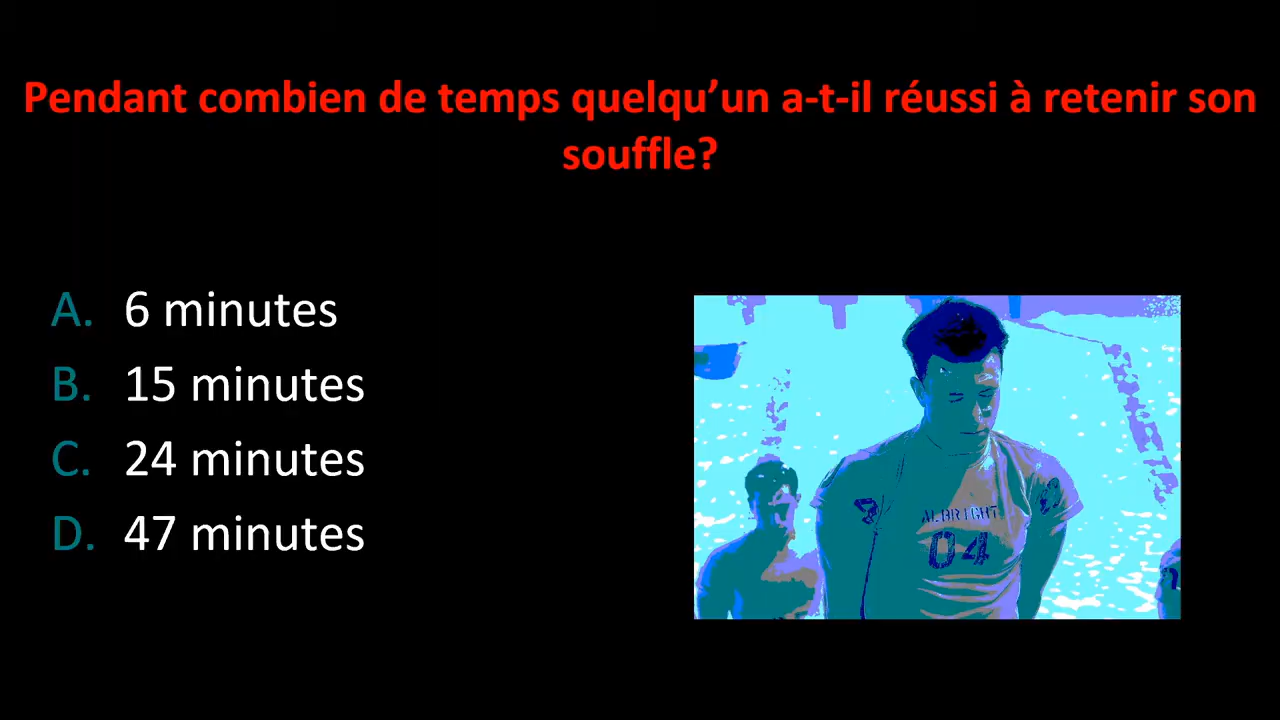 Pendant combien de temps quelqu’un a-t-il réussi à retenir son
souffle?
A. 6 minutes
B. 15 minutes
C. 24 minutes
D. 47 minutes
ALBRIGHT
04